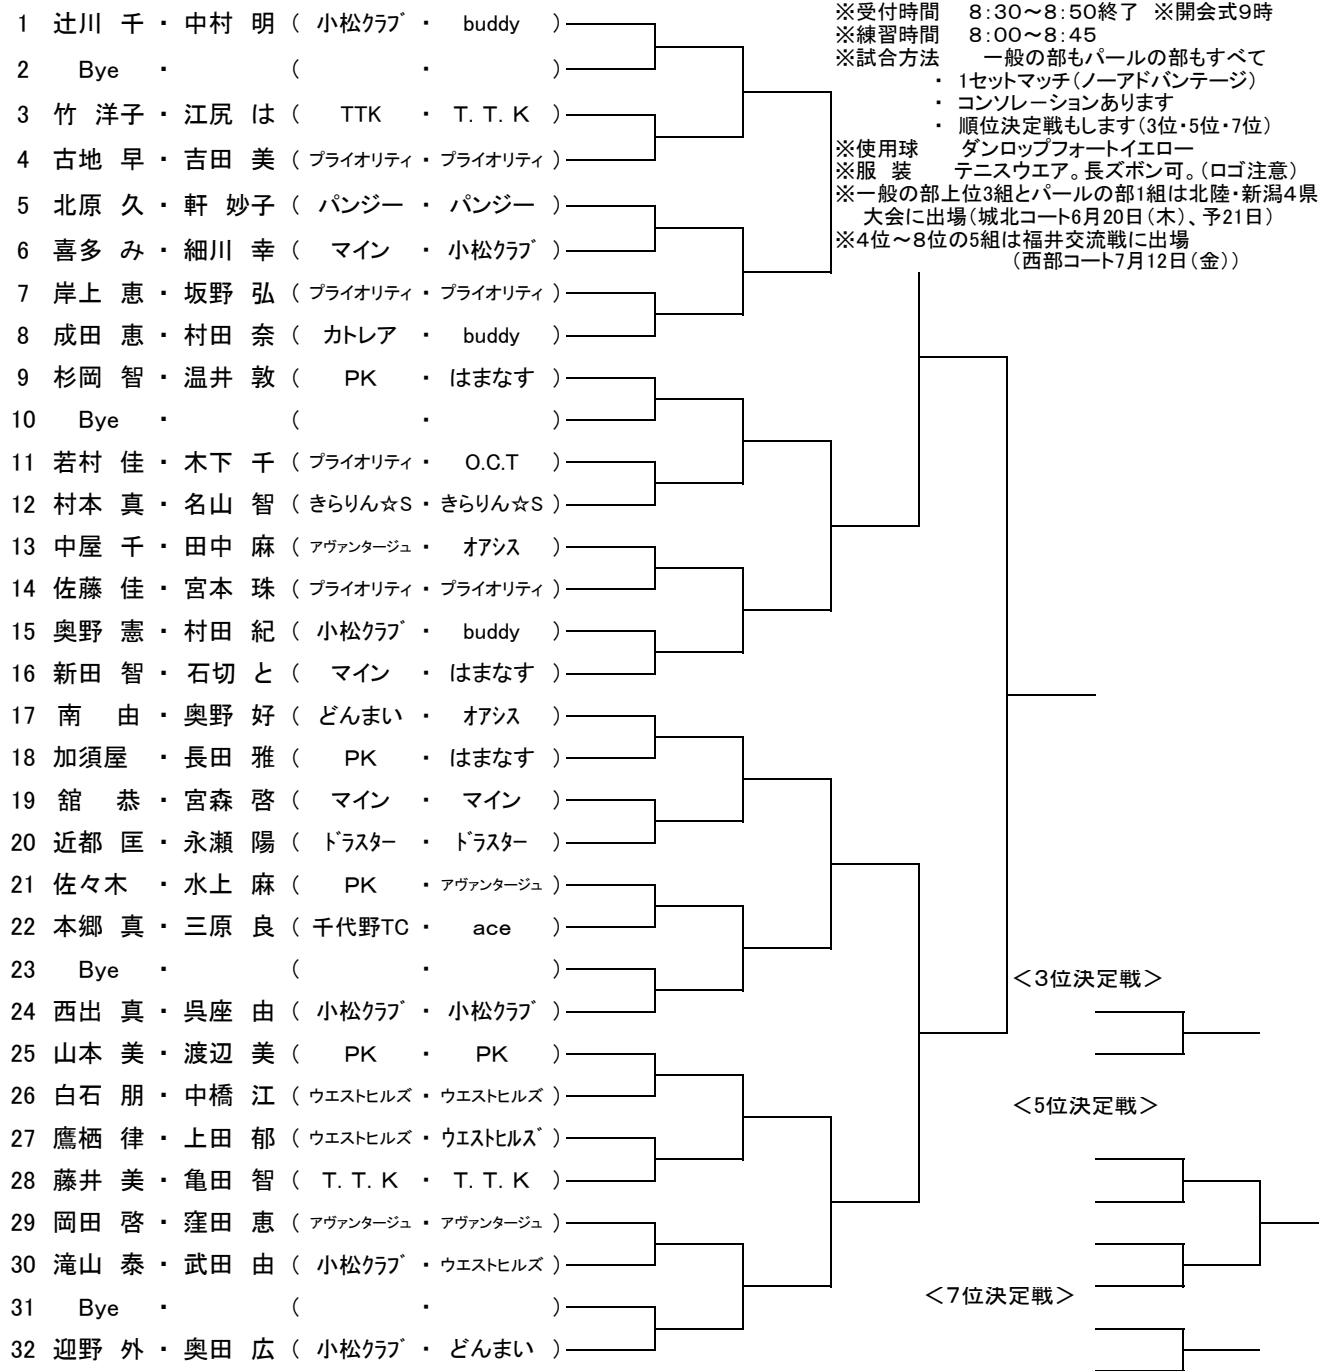 1 辻川 千 ・ 中村 明 ( 小松ｸﾗﾌﾞ ・ buddy )
2 Bye ・ ( ・ )
3 竹 洋子 ・ 江尻 は ( TTK ・ T.T.K )
4 古地 早 ・ 吉田 美 ( プライオリティ ・ プライオリティ )
5 北原 久 ・ 軒 妙子 ( パンジー ・ パンジー )
6 喜多 み ・ 細川 幸 ( マイン ・ 小松ｸﾗﾌﾞ )
7 岸上 恵 ・ 坂野 弘 ( プライオリティ ・ プライオリティ )
8 成田 恵 ・ 村田 奈 ( カトレア ・ buddy )
9 杉岡 智 ・ 温井 敦 ( PK ・ はまなす )
10 Bye ・ ( ・ )
11 若村 佳 ・ 木下 千 ( プライオリティ ・ O.C.T )
12 村本 真 ・ 名山 智 ( きらりん☆S ・ きらりん☆S )
13 中屋 千 ・ 田中 麻 ( アヴァンタージュ ・ ｵｱｼｽ )
14 佐藤 佳 ・ 宮本 珠 ( プライオリティ ・ プライオリティ )
15 奥野 憲 ・ 村田 紀 ( 小松ｸﾗﾌﾞ ・ buddy )
16 新田 智 ・ 石切 と ( マイン ・ はまなす )
17 南 由 ・ 奥野 好 ( どんまい ・ ｵｱｼｽ )
18 加須屋 ・ 長田 雅 ( PK ・ はまなす )
19 舘 恭 ・ 宮森 啓 ( マイン ・ マイン )
20 近都 匡 ・ 永瀬 陽 ( ﾄﾞﾗｽﾀｰ ・ ﾄﾞﾗｽﾀｰ )
21 佐々木 ・ 水上 麻 ( PK ・ アヴァンタージュ )
22 本郷 真 ・ 三原 良 ( 千代野TC ・ ace )
23 Bye ・ ( ・ )
24 西出 真 ・ 呉座 由 ( 小松ｸﾗﾌﾞ ・ 小松ｸﾗﾌﾞ )
25 山本 美 ・ 渡辺 美 ( PK ・ PK )
26 白石 朋 ・ 中橋 江 ( ウエストヒルズ ・ ウエストヒルズ )
27 鷹栖 律 ・ 上田 郁 ( ウエストヒルズ ・ ｳｴｽﾄﾋﾙｽﾞ )
28 藤井 美 ・ 亀田 智 ( T.T.K ・ T.T.K )
29 岡田 啓 ・ 窪田 恵 ( アヴァンタージュ ・ アヴァンタージュ )
30 滝山 泰 ・ 武田 由 ( 小松ｸﾗﾌﾞ ・ ウエストヒルズ )
31 Bye ・ ( ・ )
32 迎野 外 ・ 奥田 広 ( 小松ｸﾗﾌﾞ ・ どんまい )
※受付時間 8:30～8:50終了 ※開会式9時
※練習時間 8:00～8:45
※試合方法 一般の部もパールの部もすべて
・ 1セットマッチ(ノーアドバンテージ)
・ コンソレーションあります
・ 順位決定戦もします(3位・5位・7位)
※使用球 ダンロップフォートイエロー
※服 装 テニスウエア。長ズボン可。(ロゴ注意)
※一般の部上位3組とパールの部1組は北陸・新潟4県
大会に出場(城北コート6月20日(木)、予21日)
※4位～8位の5組は福井交流戦に出場
(西部コート7月12日(金))
＜3位決定戦＞
＜5位決定戦＞
＜7位決定戦＞